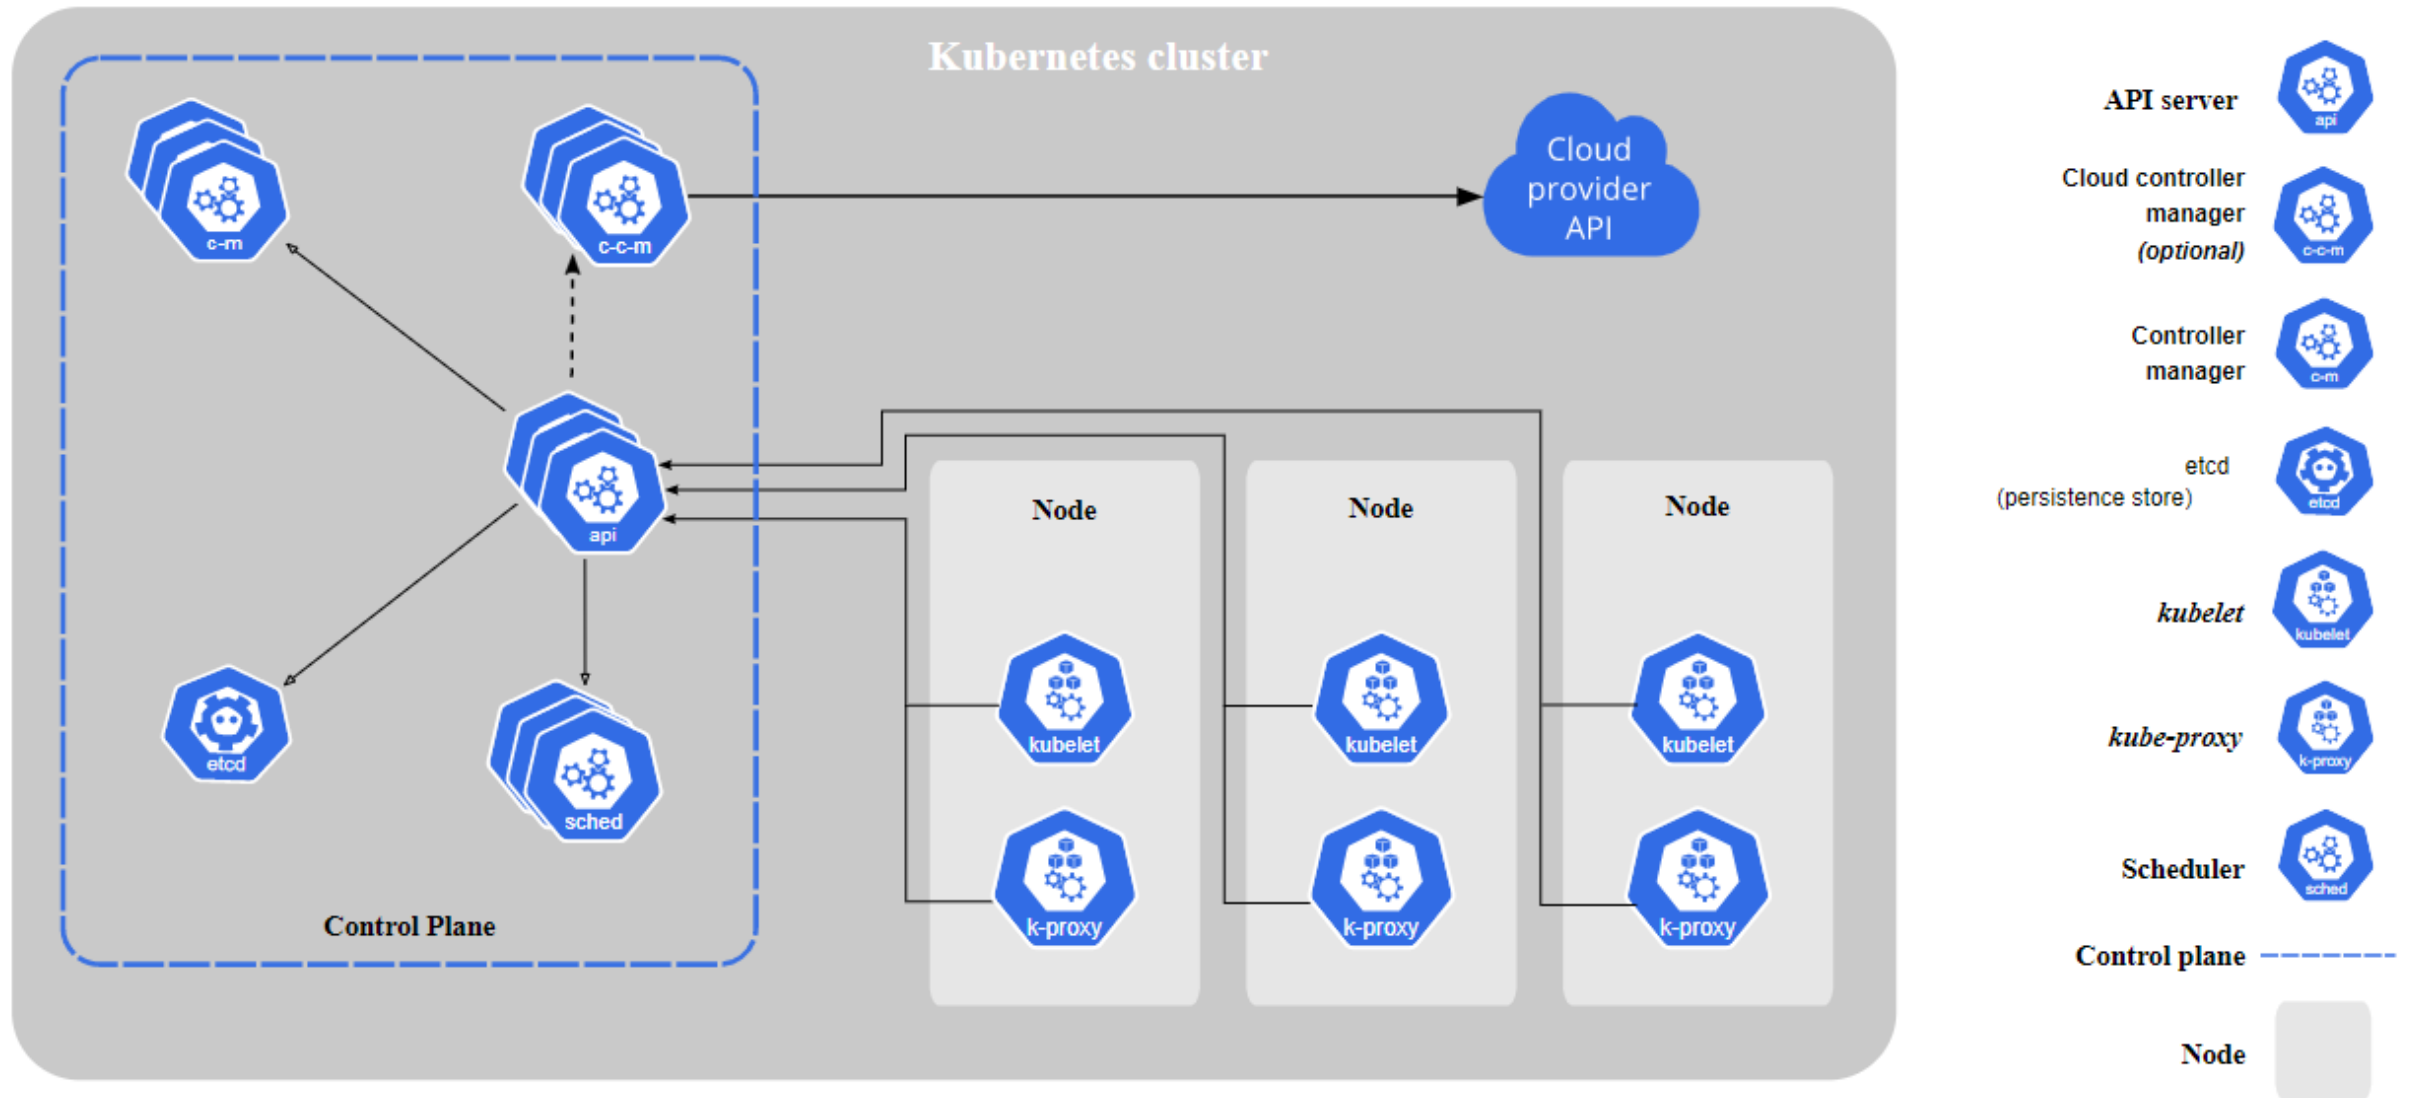 Kubernetes cluster
c-m
c-c-m
Cloud
provider
API
api
etcd
sched
Control Plane
Node
kubelet
k-proxy
Node
kubelet
k-proxy
Node
kubelet
k-proxy
API server
api
Cloud controller
manager
(optional)
c-c-m
Controller
manager
c-m
etcd
(persistence store)
etcd
kubelet
kubelet
kube-proxy
k-proxy
Scheduler
sched
Control plane
Node